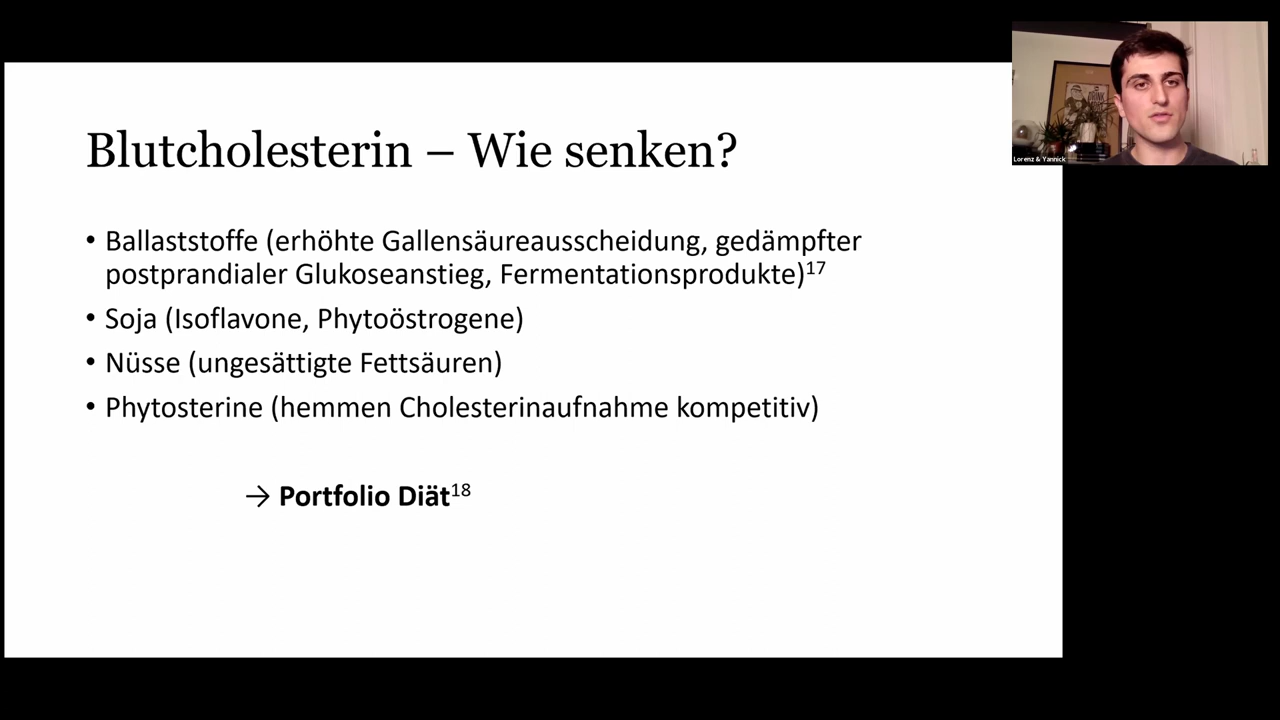 Blutcholesterin – Wie senken?
• Ballaststoffe (erhöhte Gallensäureausscheidung, gedämpfter
postprandialer Glukoseanstieg, Fermentationsprodukte)17
• Soja (Isoflavone, Phytoöstrogene)
• Nüsse (ungesättigte Fettsäuren)
• Phytosterine (hemmen Cholesterinaufnahme kompetitiv)
→ Portfolio Diät18
DRINK
Lorenz & Yannick